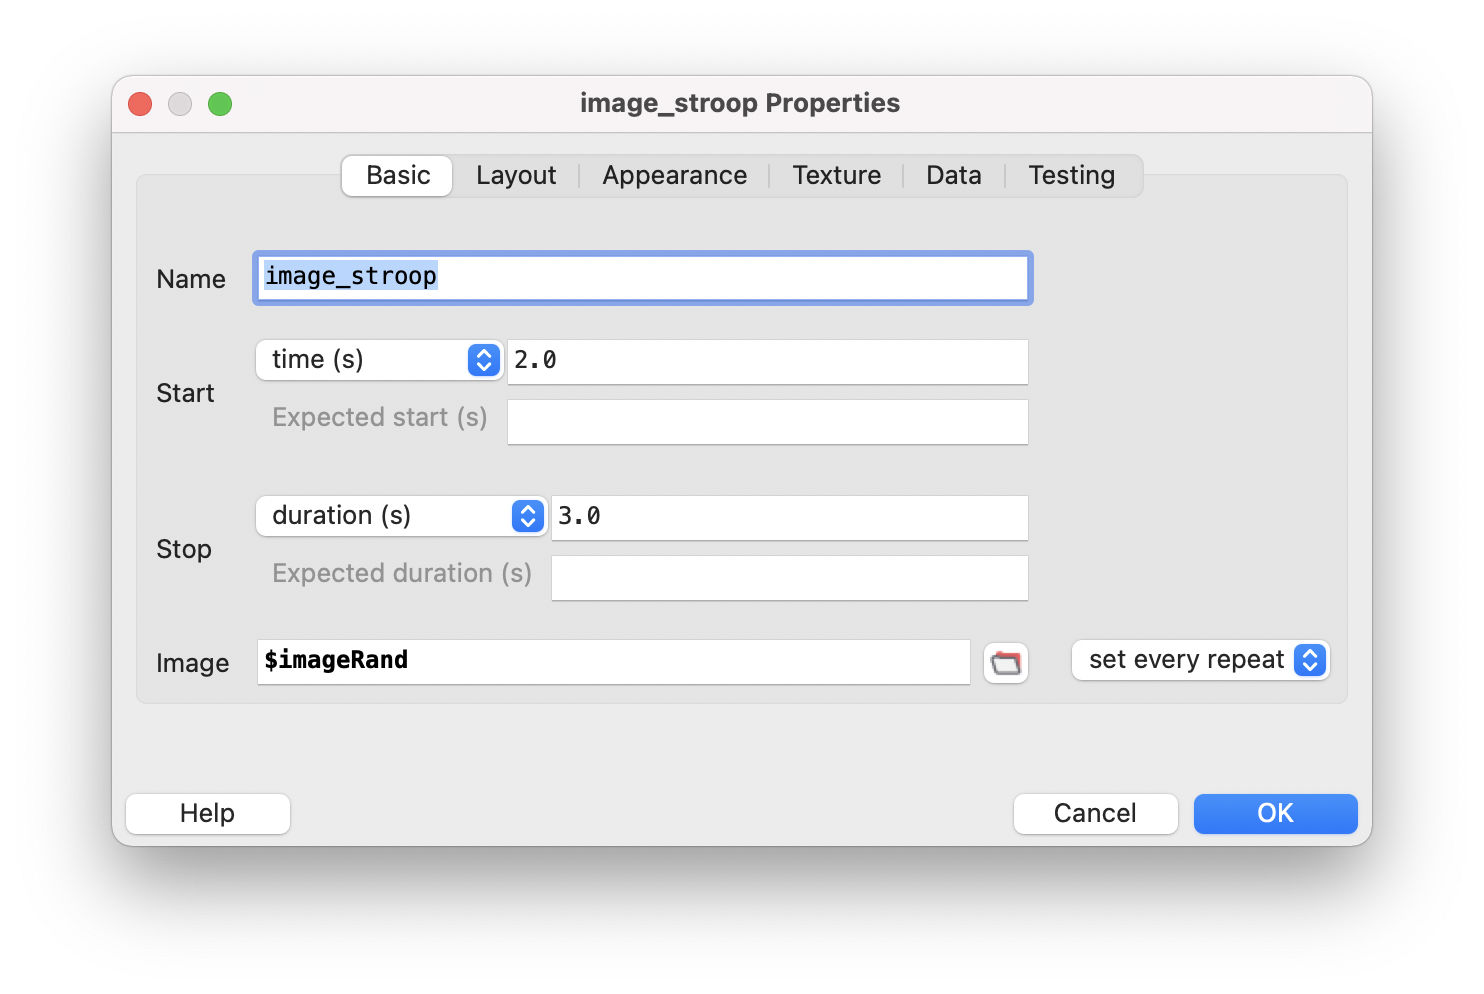 image_stroop Properties
Basic Layout Appearance Texture Data Testing
Name image_stroop
Start time (s) 2.0
Expected start (s)
Stop duration (s) 3.0
Expected duration (s)
Image $imageRand set every repeat
Help Cancel OK